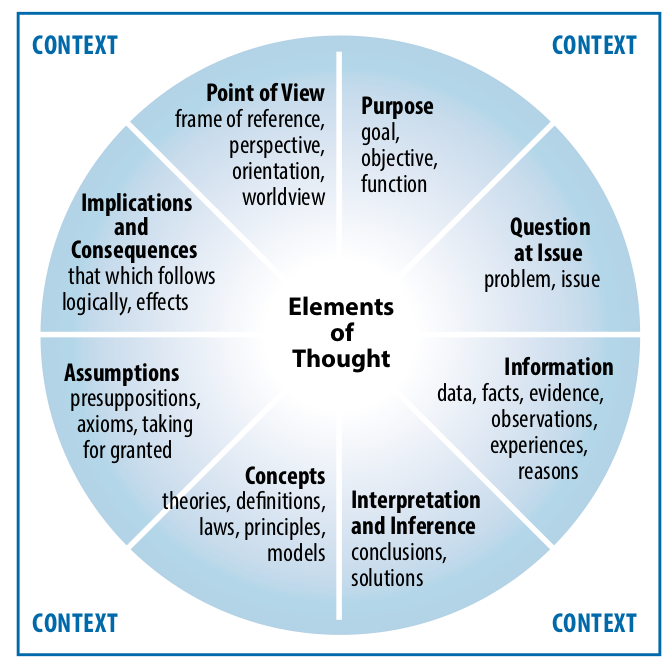 CONTEXT
CONTEXT
Point of View
frame of reference,
perspective,
orientation,
worldview
Purpose
goal,
objective,
function
Implications
and
Consequences
that which follows
logically, effects
Question
at Issue
problem, issue
Elements
of
Thought
Assumptions
presuppositions,
axioms, taking
for granted
Information
data, facts, evidence,
observations,
experiences,
reasons
Concepts
theories, definitions,
laws, principles,
models
Interpretation
and Inference
conclusions,
solutions
CONTEXT
CONTEXT